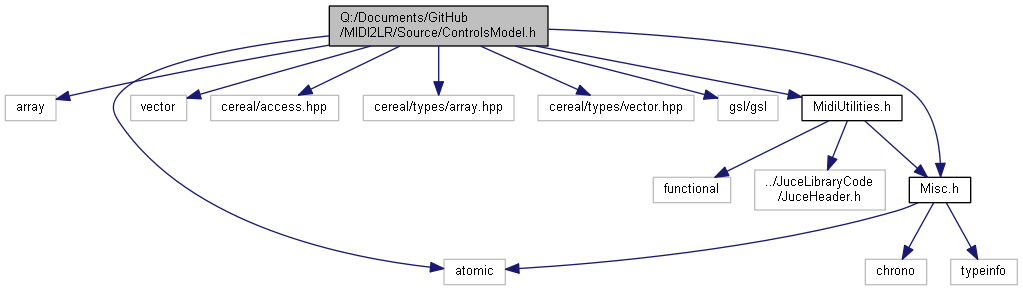 Q:/Documents/GitHub
/MIDI2LR/Source/ControlsModel.h
array
vector
cereal/access.hpp
cereal/types/array.hpp
cereal/types/vector.hpp
gsl/gsl
MidiUtilities.h
functional
../JuceLibraryCode
/JuceHeader.h
Misc.h
atomic
chrono
typeinfo